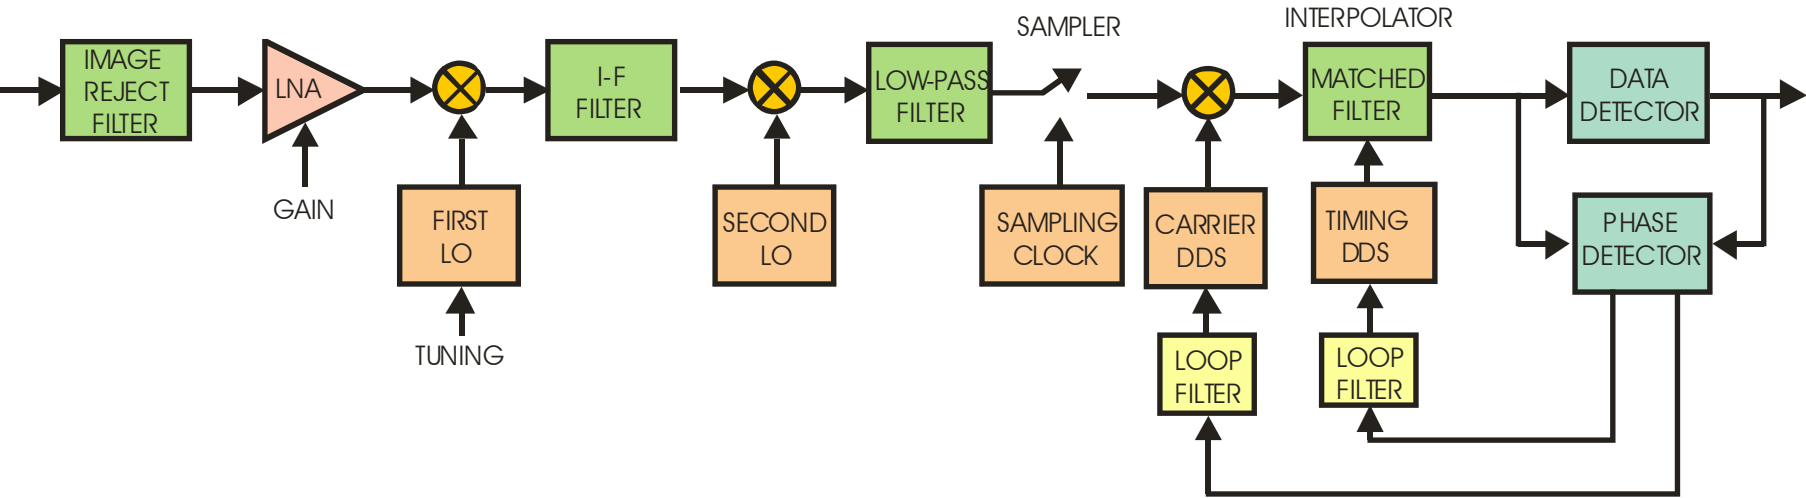 IMAGE
REJECT
FILTER
LNA
GAIN
FIRST
LO
TUNING
I-F
FILTER
SECOND
LO
LOW-PASS
FILTER
SAMPLER
SAMPLING
CLOCK
CARRIER
DDS
LOOP
FILTER
INTERPOLATOR
MATCHED
FILTER
TIMING
DDS
LOOP
FILTER
DATA
DETECTOR
PHASE
DETECTOR